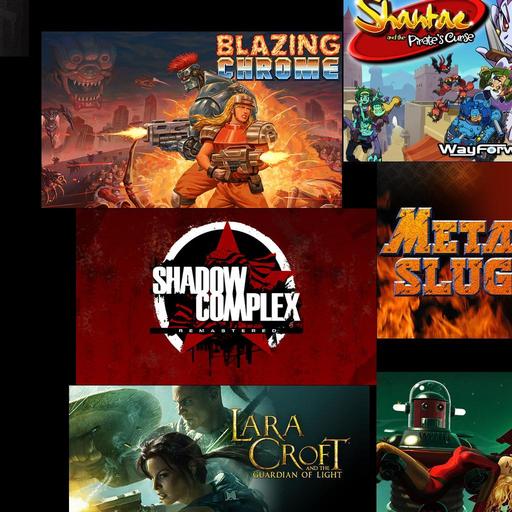 BLAZING
CHROME
Shantae
and the Pirate's Curse
WayForw
META
SLUG
SHADOW
COMPLEX
REMASTERED
LARA
CROFT
AND THE
GUARDIAN OF LIGHT